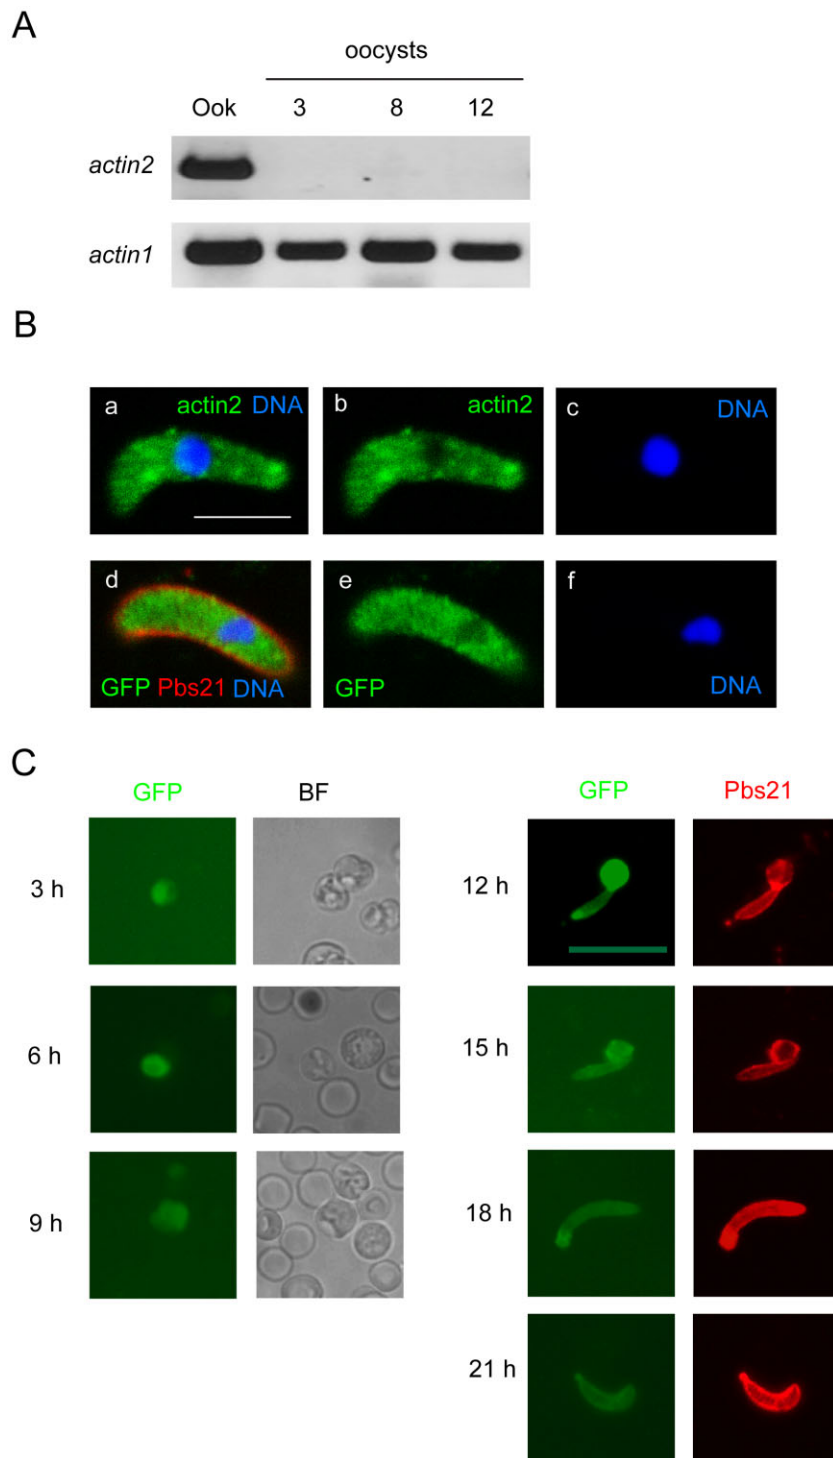 A
oocysts
Ook 3 8 12
actin2
actin1
B
a actin2 DNA
b actin2
c DNA
d GFP Pbs21 DNA
e GFP
f DNA
C
GFP BF
3 h
6 h
9 h
GFP Pbs21
12 h
15 h
18 h
21 h